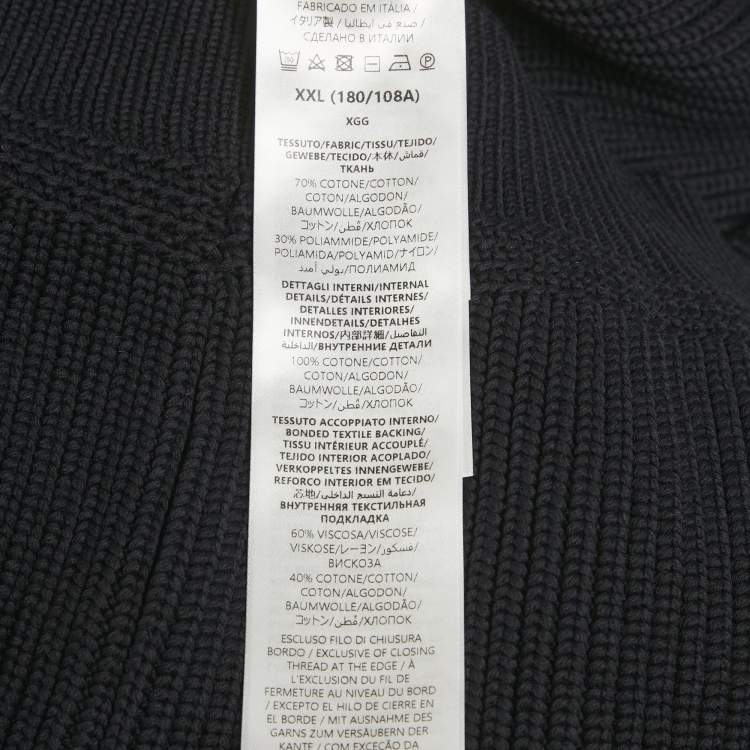 FABRICADO EM ITÁLIA /
イタリア製 / صنع في ايطاليا /
СДЕЛАНО В ИТАЛИИ
XXL (180/108A)
XGG
TESSUTO/FABRIC/TISSU/TEJIDO/
GEWEBE/TECIDO/本体/قماش/
ТКАНЬ
70% COTONE/COTTON/
COTON/ALGODON/
BAUMWOLLE/ALGODÃO/
コットン/قُطن/ХЛОПОК
30% POLIAMMIDE/POLYAMIDE/
POLIAMIDA/POLYAMID/ナイロン/
بولي أميد/ПОЛИАМИД
DETTAGLI INTERNI/INTERNAL
DETAILS/DÉTAILS INTERNES/
DETALLES INTERIORES/
INNENDETAILS/DETALHES
INTERNOS/内部詳細/التفاصيل
الداخلية/ВНУТРЕННИЕ ДЕТАЛИ
100% COTONE/COTTON/
COTON/ALGODON/
BAUMWOLLE/ALGODÃO/
コットン/قُطن/ХЛОПОК
TESSUTO ACCOPPIATO INTERNO/
BONDED TEXTILE BACKING/
TISSU INTÉRIEUR ACCOUPLÉ/
TEJIDO INTERIOR ACOPLADO/
VERKOPPELTES INNENGEWEBE/
REFORCO INTERIOR EM TECIDO/
芯地/دعامة النسيج الداخلى/
ВНУТРЕННЯЯ ТЕКСТИЛЬНАЯ
ПОДКЛАДКА
60% VISCOSA/VISCOSE/
VISKOSE/レーヨン/فسكوز/
ВИСКОЗА
40% COTONE/COTTON/
COTON/ALGODON/
BAUMWOLLE/ALGODÃO/
コットン/قُطن/ХЛОПОК
ESCLUSO FILO DI CHIUSURA
BORDO / EXCLUSIVE OF CLOSING
THREAD AT THE EDGE / À
L'EXCLUSION DU FIL DE
FERMETURE AU NIVEAU DU BORD
/ EXCEPTO EL HILO DE CIERRE EN
EL BORDE / MIT AUSNAHME DES
GARNS ZUM VERSÄUBERN DER
KANTE / COM EXCEÇÃO DA